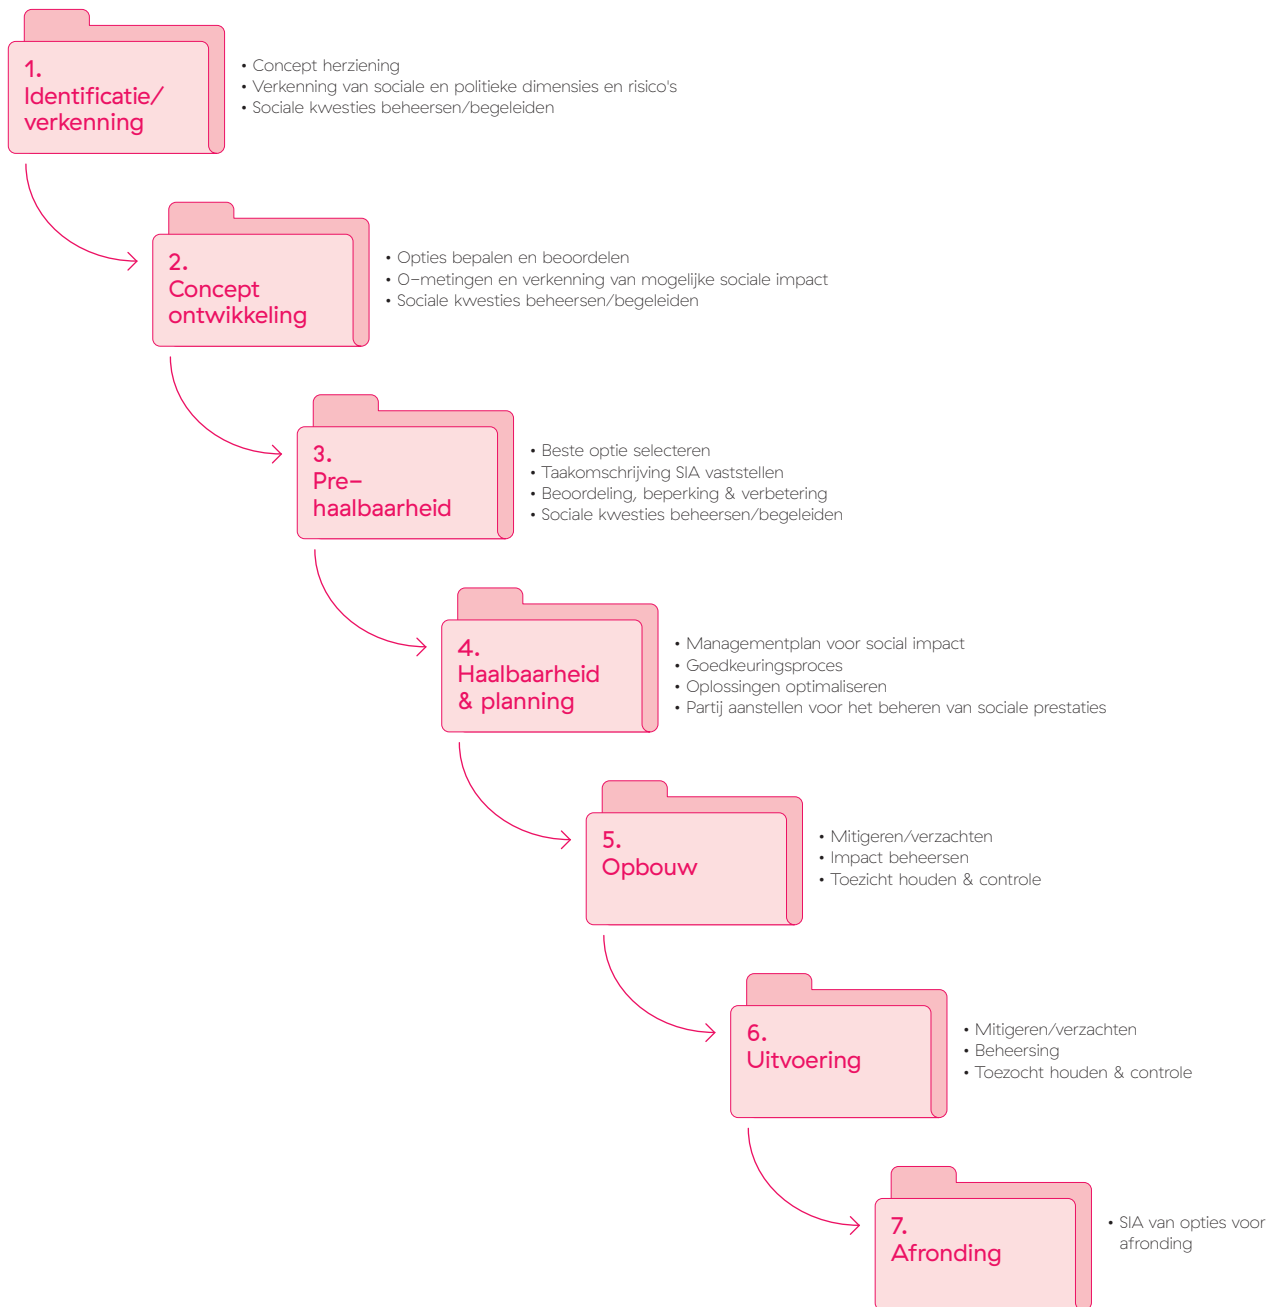 1.
Identificatie/
verkenning
• Concept herziening
• Verkenning van sociale en politieke dimensies en risico's
• Sociale kwesties beheersen/begeleiden
2.
Concept
ontwikkeling
• Opties bepalen en beoordelen
• 0-metingen en verkenning van mogelijke sociale impact
• Sociale kwesties beheersen/begeleiden
3.
Pre-
haalbaarheid
• Beste optie selecteren
• Taakomschrijving SIA vaststellen
• Beoordeling, beperking & verbetering
• Sociale kwesties beheersen/begeleiden
4.
Haalbaarheid
& planning
• Managementplan voor social impact
• Goedkeuringsproces
• Oplossingen optimaliseren
• Partij aanstellen voor het beheren van sociale prestaties
5.
Opbouw
• Mitigeren/verzachten
• Impact beheersen
• Toezicht houden & controle
6.
Uitvoering
• Mitigeren/verzachten
• Beheersing
• Toezocht houden & controle
7.
Afronding
• SIA van opties voor
afronding